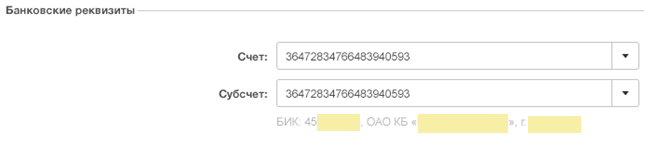 Банковские реквизиты
Счет: 36472834766483940593
Субсчет: 36472834766483940593
БИК: 45 , ОАО КБ « », г.